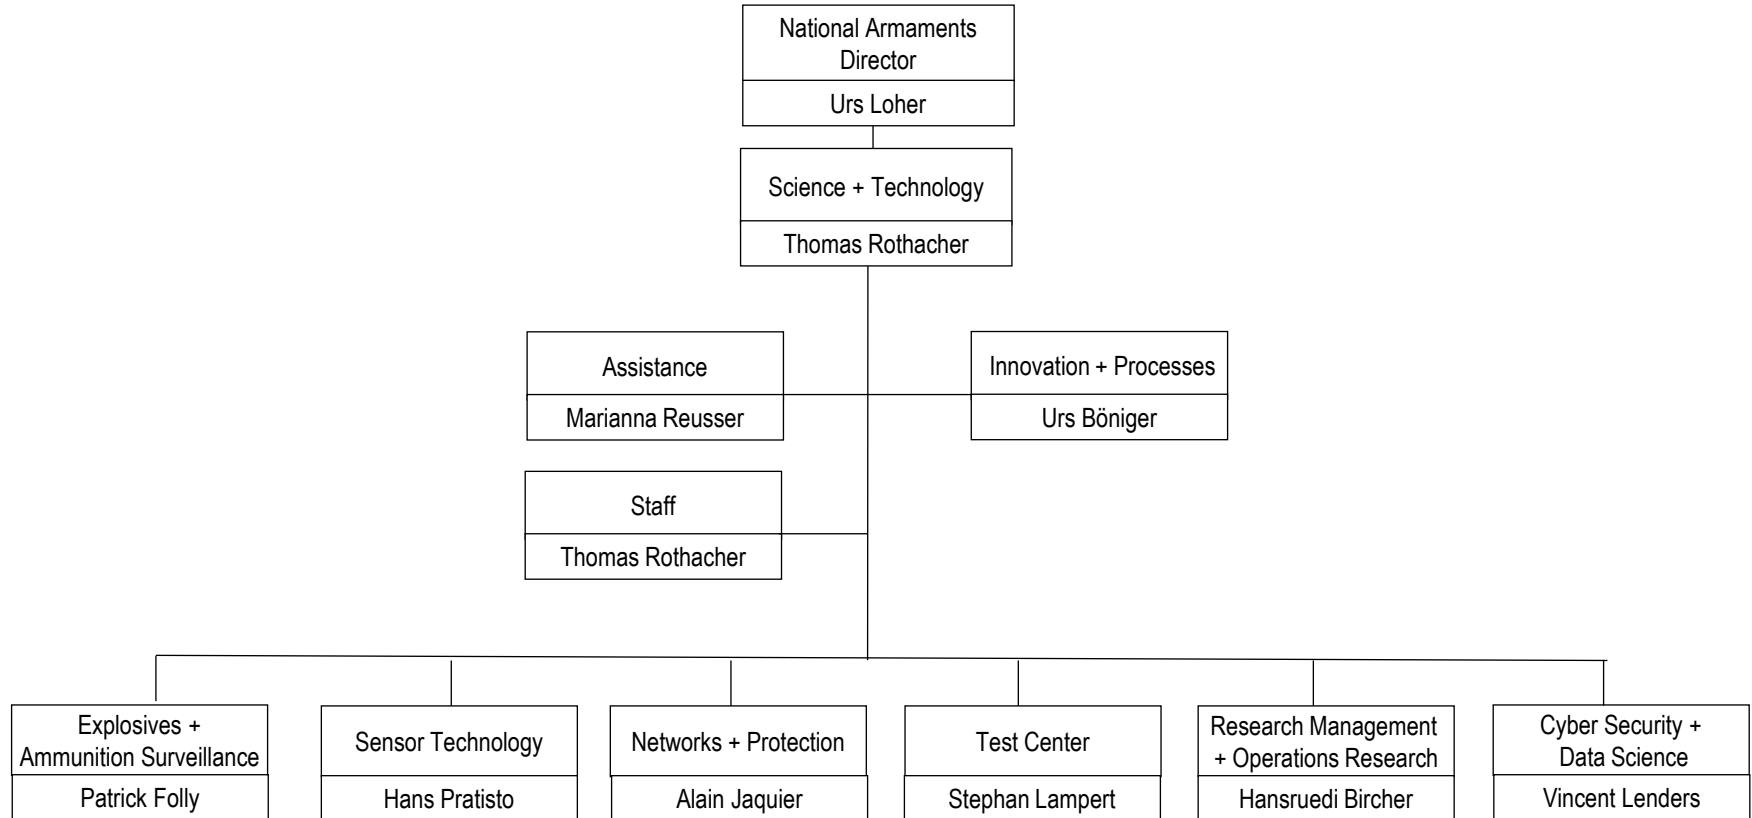 National Armaments
Director
Urs Loher
Science + Technology
Thomas Rothacher
Assistance
Marianna Reusser
Innovation + Processes
Urs Böniger
Staff
Thomas Rothacher
Explosives +
Ammunition Surveillance
Patrick Folly
Sensor Technology
Hans Pratisto
Networks + Protection
Alain Jaquier
Test Center
Stephan Lampert
Research Management
+ Operations Research
Hansruedi Bircher
Cyber Security +
Data Science
Vincent Lenders